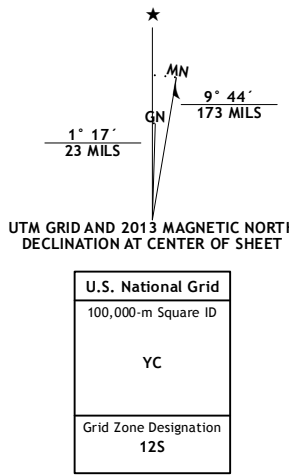 MN
9° 44´
173 MILS
GN
1° 17´
23 MILS
UTM GRID AND 2013 MAGNETIC NORTH
DECLINATION AT CENTER OF SHEET
U.S. National Grid
100,000-m Square ID
YC
Grid Zone Designation
12S